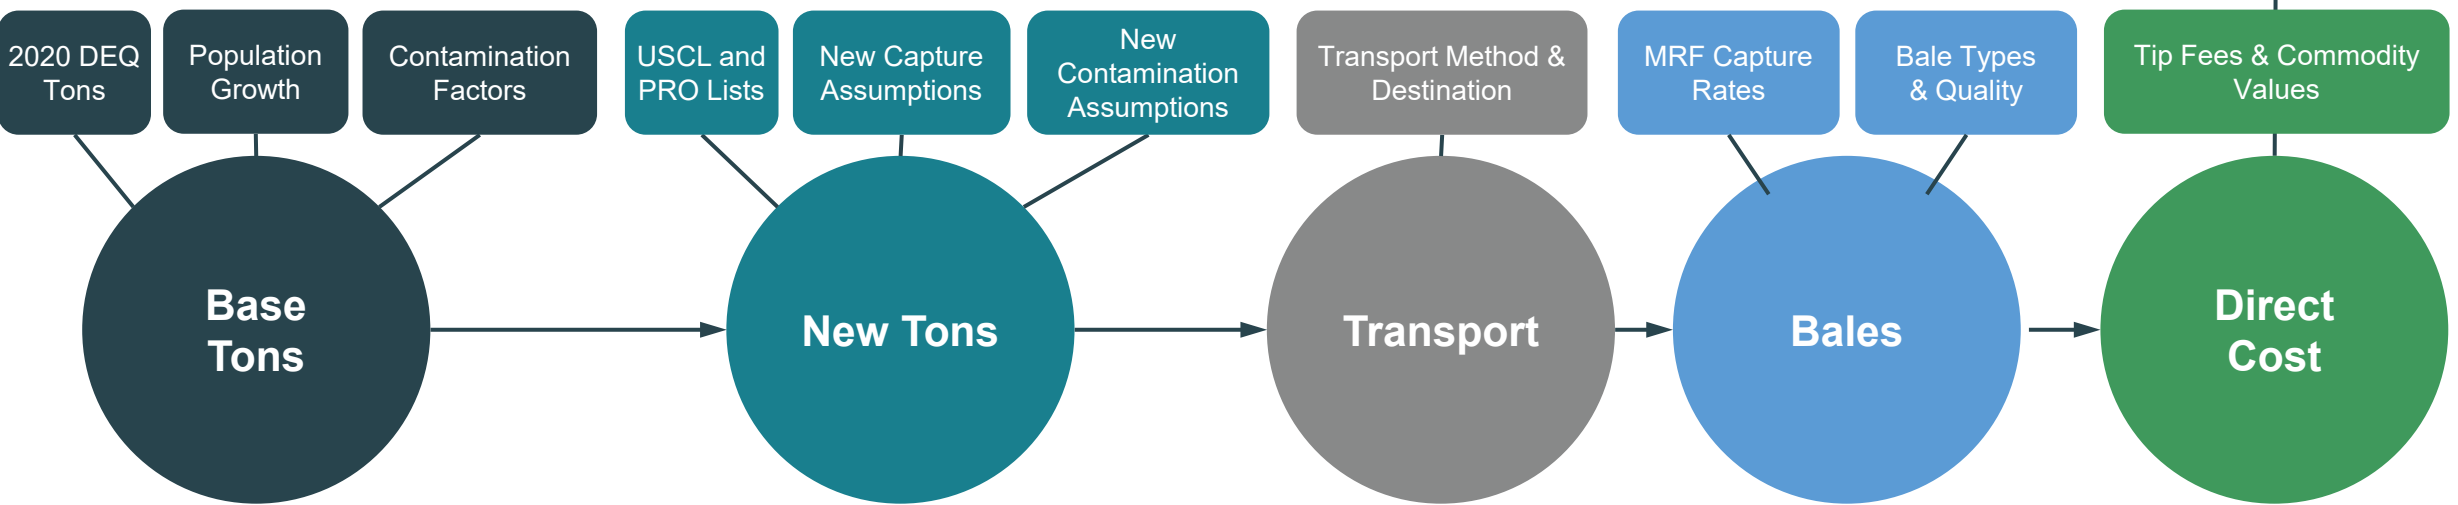 2020 DEQ
Tons
Population
Growth
Contamination
Factors
USCL and
PRO Lists
New Capture
Assumptions
New
Contamination
Assumptions
Transport Method &
Destination
MRF Capture
Rates
Bale Types
& Quality
Tip Fees & Commodity
Values
Base
Tons
New Tons
Transport
Bales
Direct
Cost